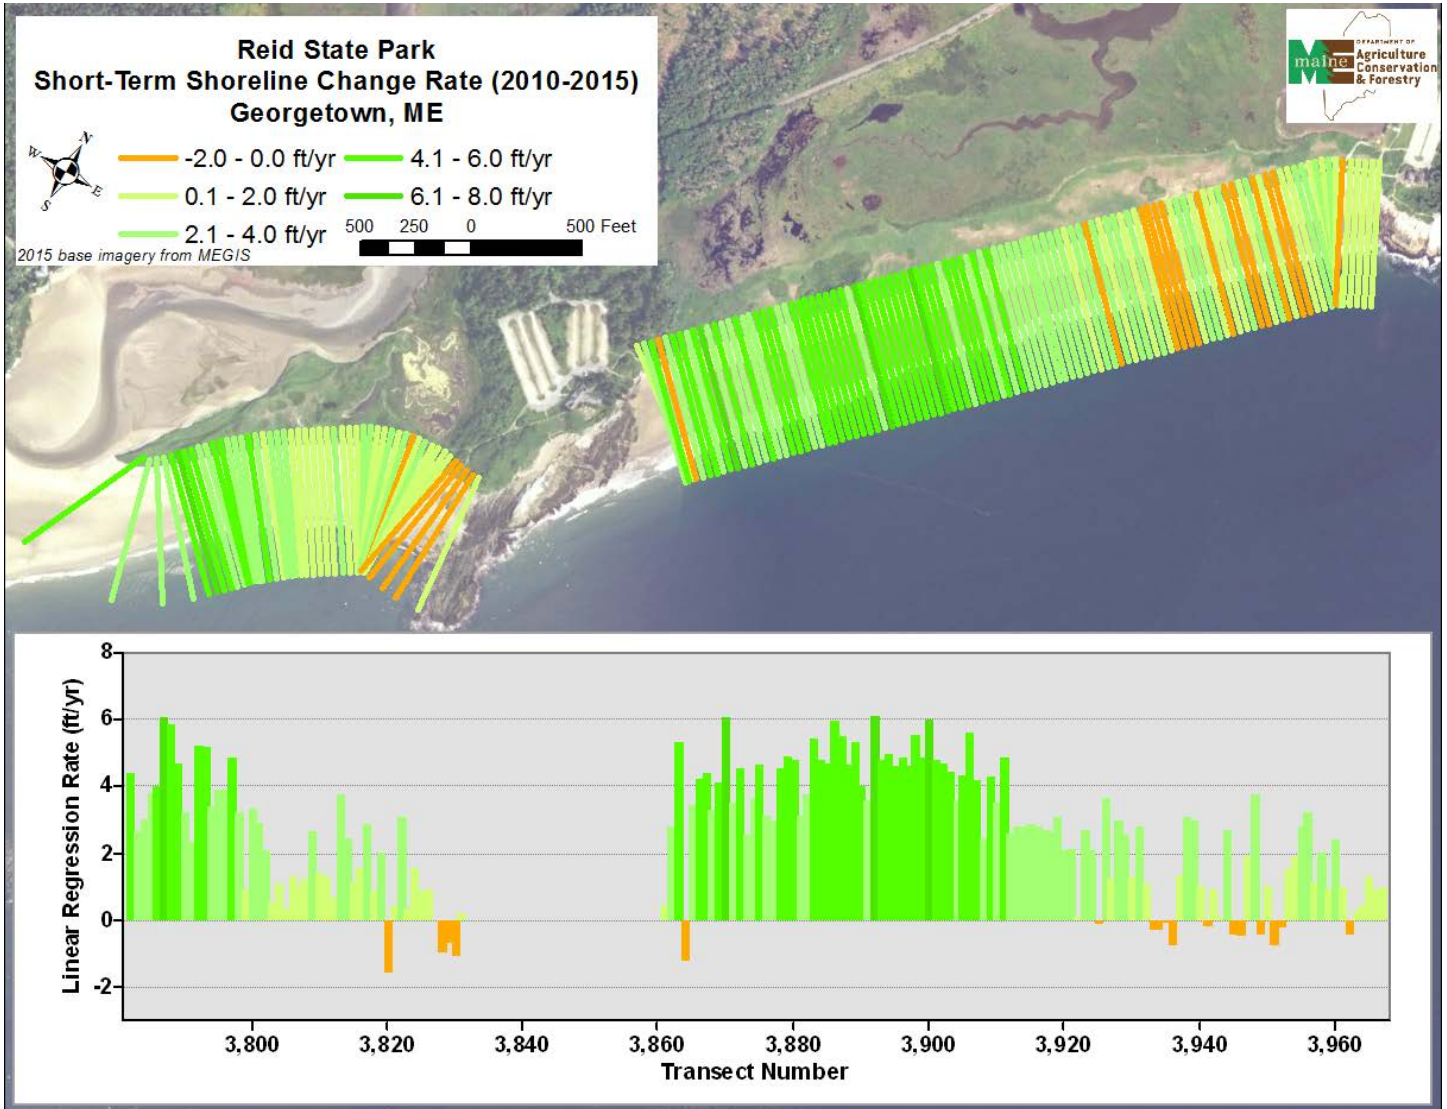 Reid State Park
Short-Term Shoreline Change Rate (2010-2015)
Georgetown, ME
N
W
E
S
-2.0 - 0.0 ft/yr
4.1 - 6.0 ft/yr
0.1 - 2.0 ft/yr
6.1 - 8.0 ft/yr
2.1 - 4.0 ft/yr
500 250 0 500 Feet
2015 base imagery from MEGIS
DEPARTMENT OF
maine
ME
Agriculture
Conservation
& Forestry
8
6
4
2
0
-2
Linear Regression Rate (ft/yr)
3,800 3,820 3,840 3,860 3,880 3,900 3,920 3,940 3,960
Transect Number